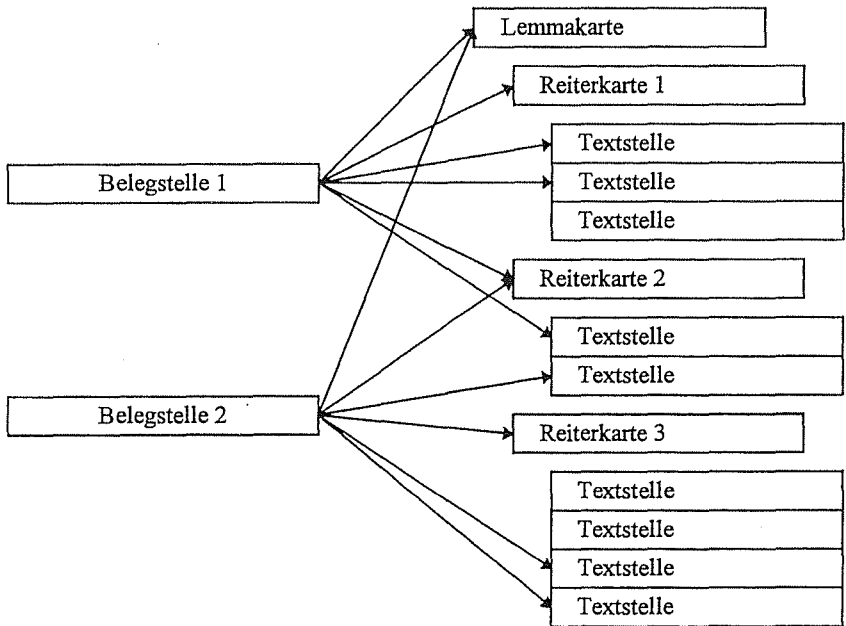 Lemmakarte
Reiterkarte 1
Textstelle
Belegstelle 1
Textstelle
Textstelle
Reiterkarte 2
Textstelle
Textstelle
Belegstelle 2
Reiterkarte 3
Textstelle
Textstelle
Textstelle
Textstelle